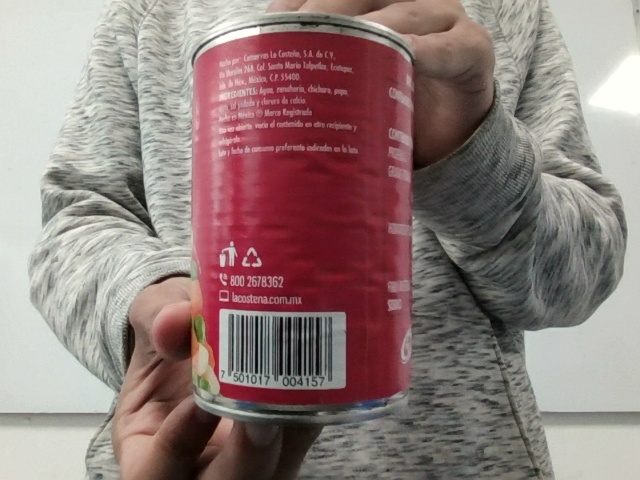 Hecho por: Conservas La Costeña, S.A. de C.V.
Vía Morelos 268. Col. Santa María Tulpetlac, Ecatepec,
Edo. de Méx., México, C.P. 55400.
INGREDIENTES: Agua, zanahoria, chícharo, papa,
sal yodada y cloruro de calcio.
Hecho en México ® Marca Registrada
Una vez abierto, vacíe el contenido en otro recipiente y
refrigérelo.
Lote y fecha de consumo preferente indicados en la lata
800 2678362
lacostena.com.mx
7 501017 004157